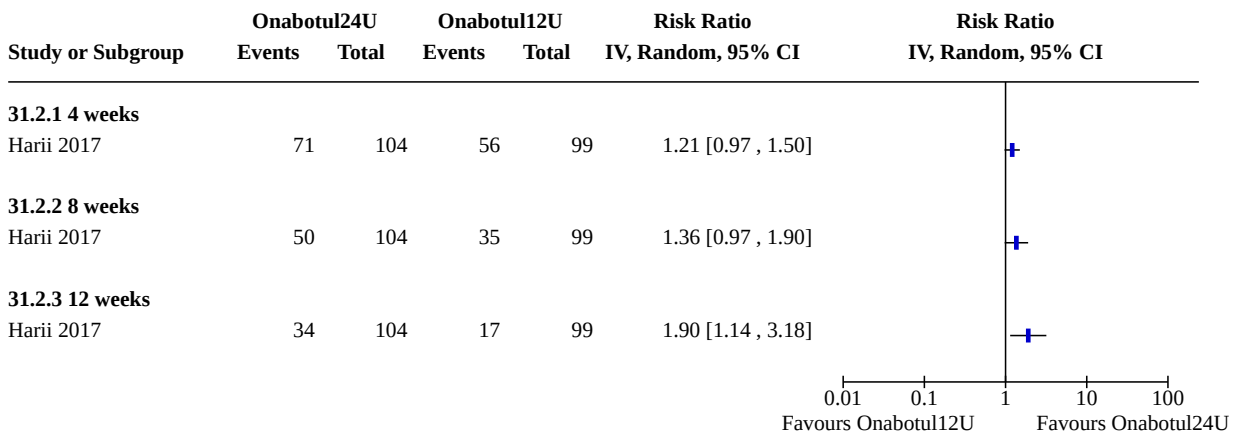 Onabotul24U Onabotul12U Risk Ratio Risk Ratio
Study or Subgroup Events Total Events Total IV, Random, 95% CI IV, Random, 95% CI
31.2.1 4 weeks
Harii 2017 71 104 56 99 1.21 [0.97 , 1.50]
31.2.2 8 weeks
Harii 2017 50 104 35 99 1.36 [0.97 , 1.90]
31.2.3 12 weeks
Harii 2017 34 104 17 99 1.90 [1.14 , 3.18]
0.01 0.1 1 10 100
Favours Onabotul12U Favours Onabotul24U